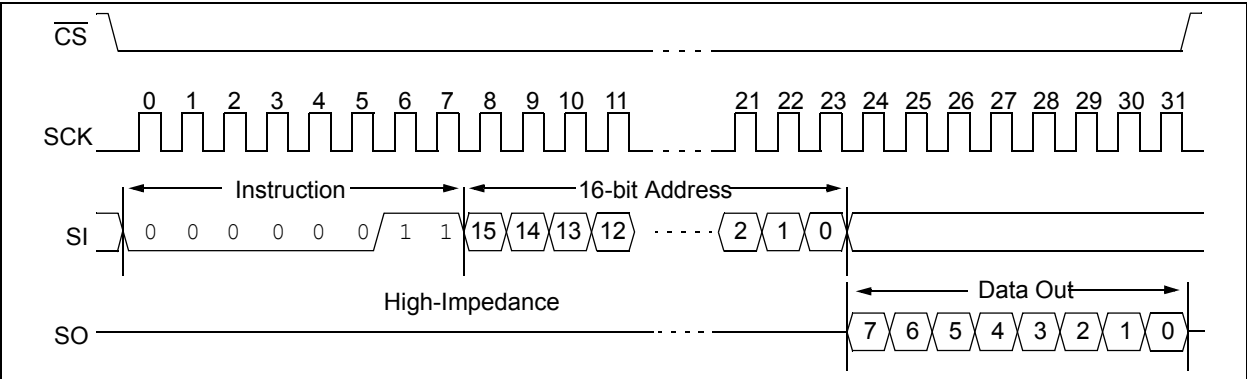 CS
0 1 2 3 4 5 6 7 8 9 10 11 21 22 23 24 25 26 27 28 29 30 31
SCK
Instruction 16-bit Address
SI 0 0 0 0 0 0 1 1 15 14 13 12 2 1 0
High-Impedance Data Out
SO 7 6 5 4 3 2 1 0